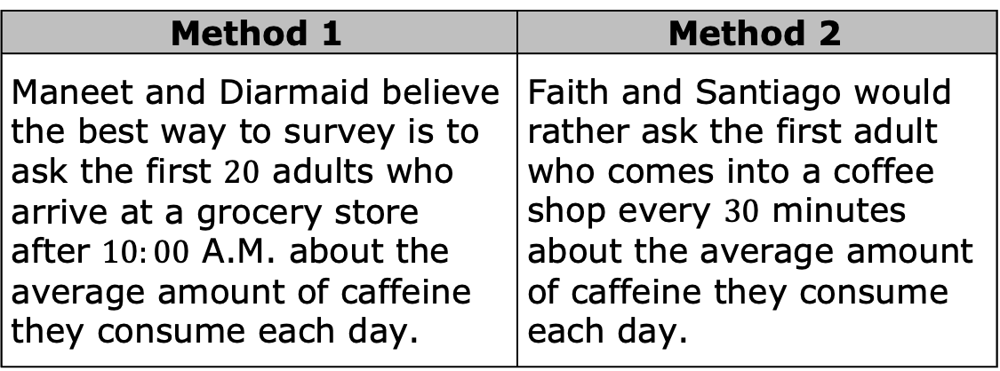 Method 1
Maneet and Diarmaid believe
the best way to survey is to
ask the first 20 adults who
arrive at a grocery store
after 10:00 A.M. about the
average amount of caffeine
they consume each day.
Method 2
Faith and Santiago would
rather ask the first adult
who comes into a coffee
shop every 30 minutes
about the average amount
of caffeine they consume
each day.